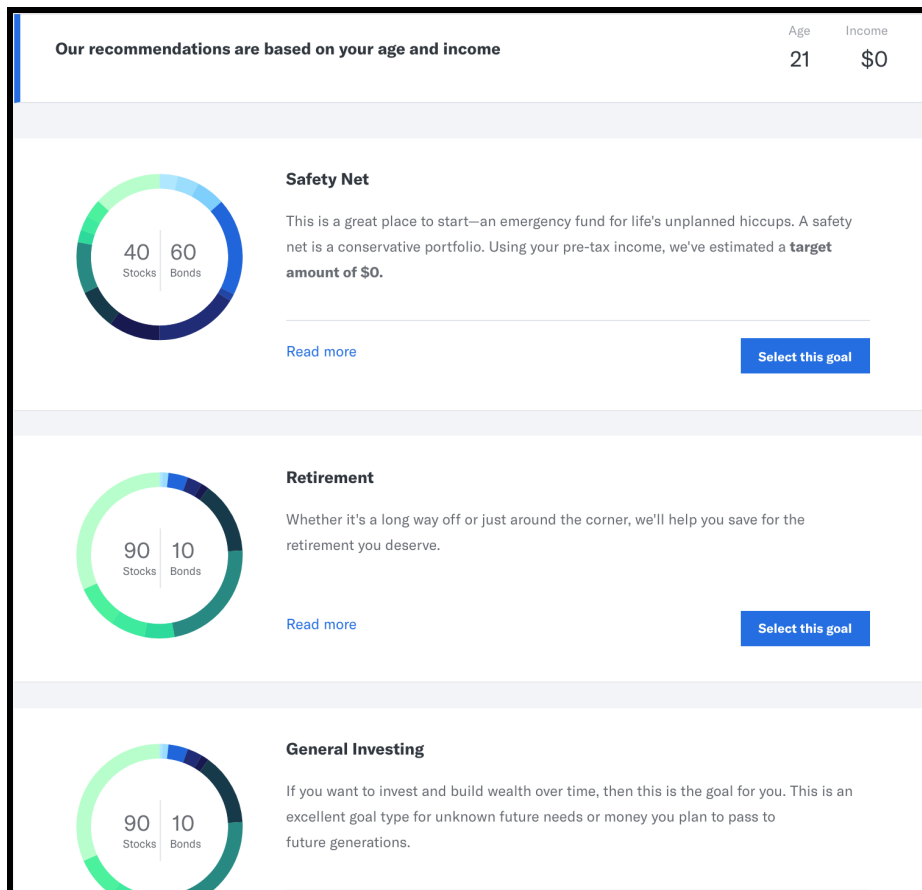 Our recommendations are based on your age and income
Age
Income
21
$0
Safety Net
This is a great place to start—an emergency fund for life's unplanned hiccups. A safety
net is a conservative portfolio. Using your pre-tax income, we've estimated a target
amount of $0.
40
60
Stocks
Bonds
Read more
Select this goal
Retirement
Whether it's a long way off or just around the corner, we'll help you save for the
retirement you deserve.
90
10
Stocks
Bonds
Read more
Select this goal
General Investing
If you want to invest and build wealth over time, then this is the goal for you. This is an
excellent goal type for unknown future needs or money you plan to pass to
future generations.
90
10
Stocks
Bonds